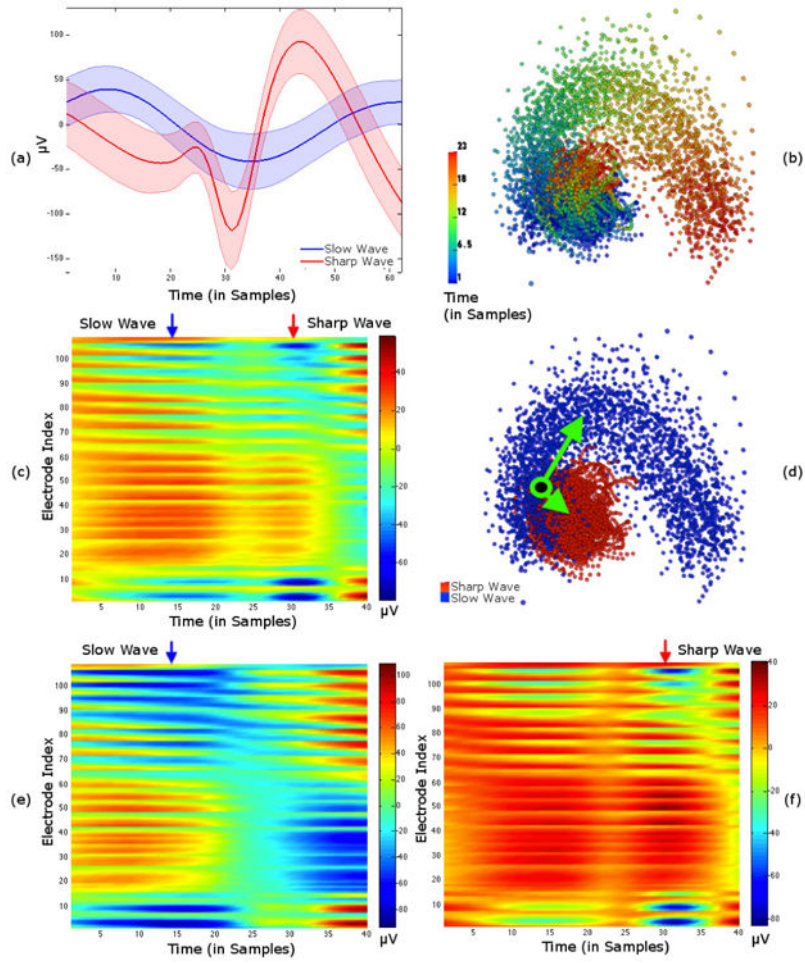 100
50
0
-50
-100
-150
µV
(a)
10 20 30 40 50 60
Time (in Samples)
Slow Wave
Sharp Wave
23
18
12
6.5
1
Time
(in Samples)
(b)
Slow Wave
Sharp Wave
100
90
80
70
60
50
40
30
20
10
Electrode Index
(c)
5 10 15 20 25 30 35 40
Time (in Samples)
40
20
0
-20
-40
-60
µV
Sharp Wave
Slow Wave
(d)
Slow Wave
100
90
80
70
60
50
40
30
20
10
Electrode Index
(e)
5 10 15 20 25 30 35 40
Time (in Samples)
100
80
60
40
20
0
-20
-40
-60
-80
µV
Sharp Wave
100
90
80
70
60
50
40
30
20
10
Electrode Index
5 10 15 20 25 30 35 40
Time (in Samples)
40
20
0
-20
-40
-60
-80
µV
(f)